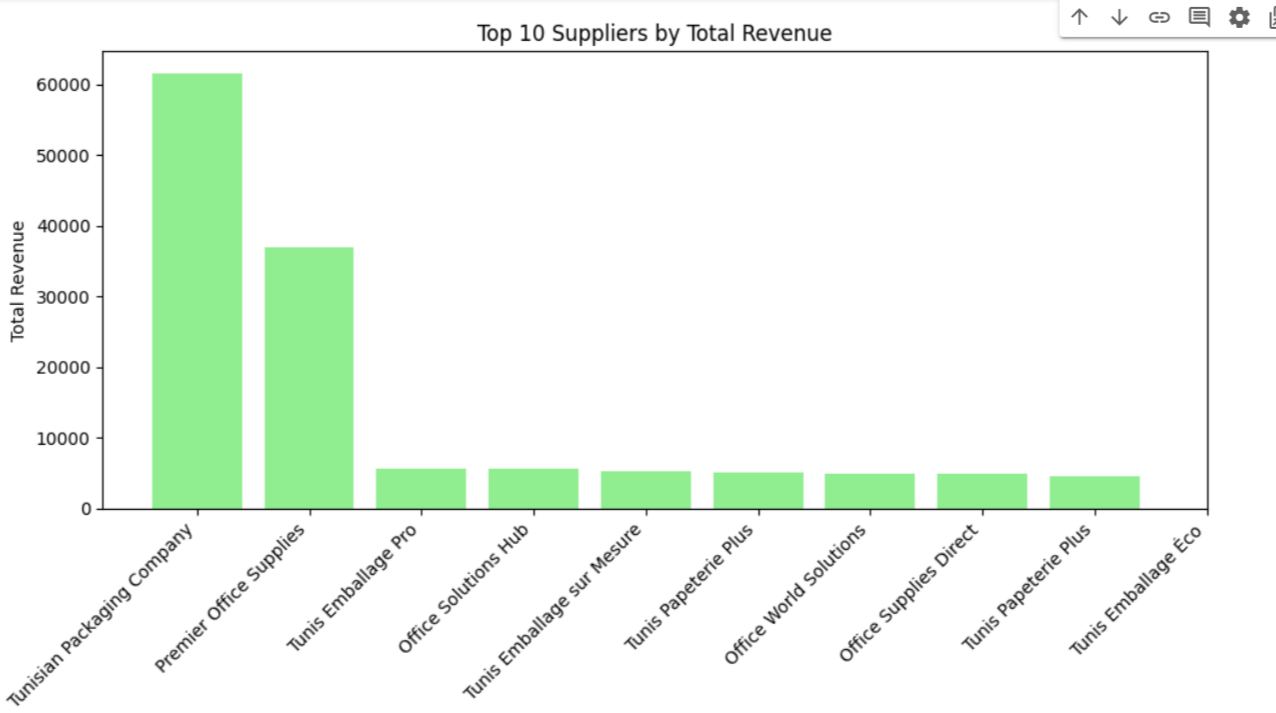 Top 10 Suppliers by Total Revenue
Total Revenue
60000
50000
40000
30000
20000
10000
0
Tunisian Packaging Company
Premier Office Supplies
Tunis Emballage Pro
Office Solutions Hub
Tunis Emballage sur Mesure
Tunis Papeterie Plus
Office World Solutions
Office Supplies Direct
Tunis Papeterie Plus
Tunis Emballage Éco